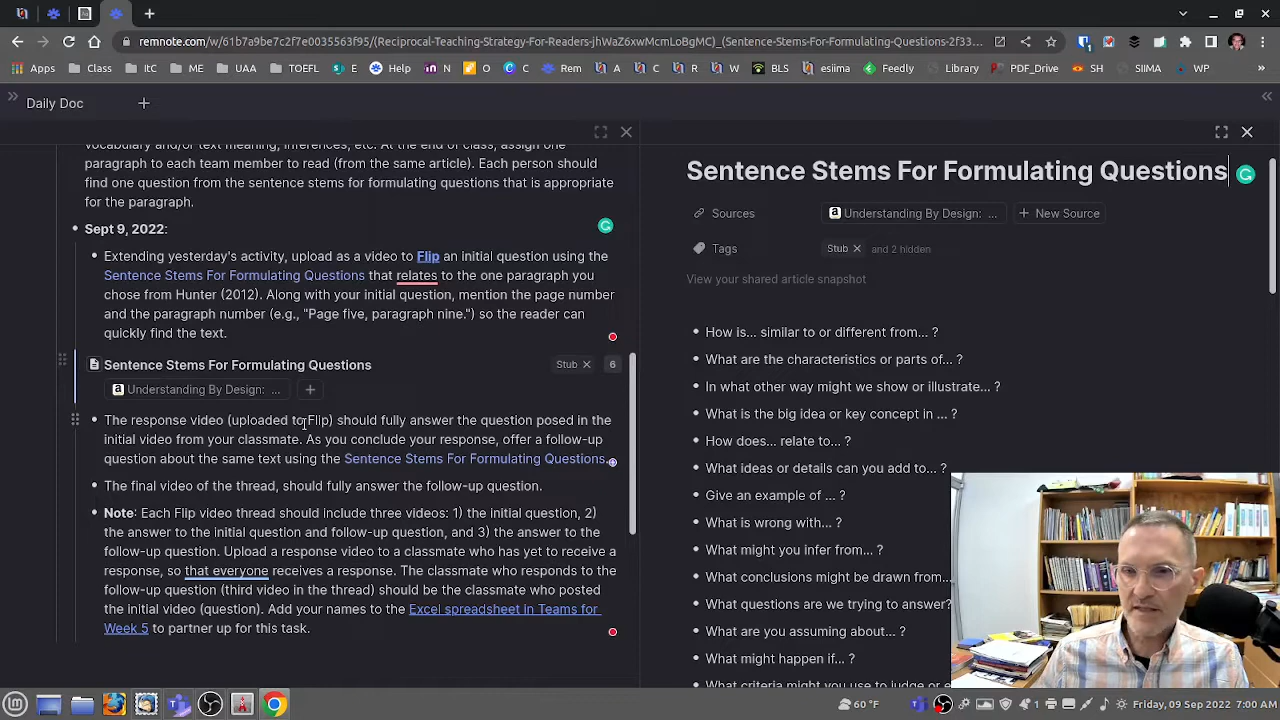 remnote.com/w/61b7a9be7c2f7e0035563f95/(Reciprocal-Teaching-Strategy-For-Readers-jhWaZ6xwMcmLoBgMC)_(Sentence-Stems-For-Formulating-Questions-2f33...
Apps Class ItC ME UAA TOEFL E Help N O C Rem A C R W BLS esiima Feedly Library PDF_Drive SH SIIMA WP »
Daily Doc
vocabulary and/or text meaning, inferences, etc. At the end of class, assign one
paragraph to each team member to read (from the same article). Each person should
find one question from the sentence stems for formulating questions that is appropriate
for the paragraph.
Sept 9, 2022:
Extending yesterday's activity, upload as a video to Flip an initial question using the
Sentence Stems For Formulating Questions that relates to the one paragraph you
chose from Hunter (2012). Along with your initial question, mention the page number
and the paragraph number (e.g., "Page five, paragraph nine.") so the reader can
quickly find the text.
Sentence Stems For Formulating Questions Stub 6
a Understanding By Design: ... +
The response video (uploaded to Flip) should fully answer the question posed in the
initial video from your classmate. As you conclude your response, offer a follow-up
question about the same text using the Sentence Stems For Formulating Questions.
The final video of the thread, should fully answer the follow-up question.
Note: Each Flip video thread should include three videos: 1) the initial question, 2)
the answer to the initial question and follow-up question, and 3) the answer to the
follow-up question. Upload a response video to a classmate who has yet to receive a
response, so that everyone receives a response. The classmate who responds to the
follow-up question (third video in the thread) should be the classmate who posted
the initial video (question). Add your names to the Excel spreadsheet in Teams for
Week 5 to partner up for this task.
Sentence Stems For Formulating Questions
Sources a Understanding By Design: ... + New Source
Tags Stub and 2 hidden
View your shared article snapshot
How is... similar to or different from... ?
What are the characteristics or parts of... ?
In what other way might we show or illustrate... ?
What is the big idea or key concept in ... ?
How does... relate to... ?
What ideas or details can you add to... ?
Give an example of ... ?
What is wrong with... ?
What might you infer from... ?
What conclusions might be drawn from...
What questions are we trying to answer?
What are you assuming about... ?
What might happen if... ?
What criteria might you use to judge or e
60 °F 1 Friday, 09 Sep 2022 7:00 AM